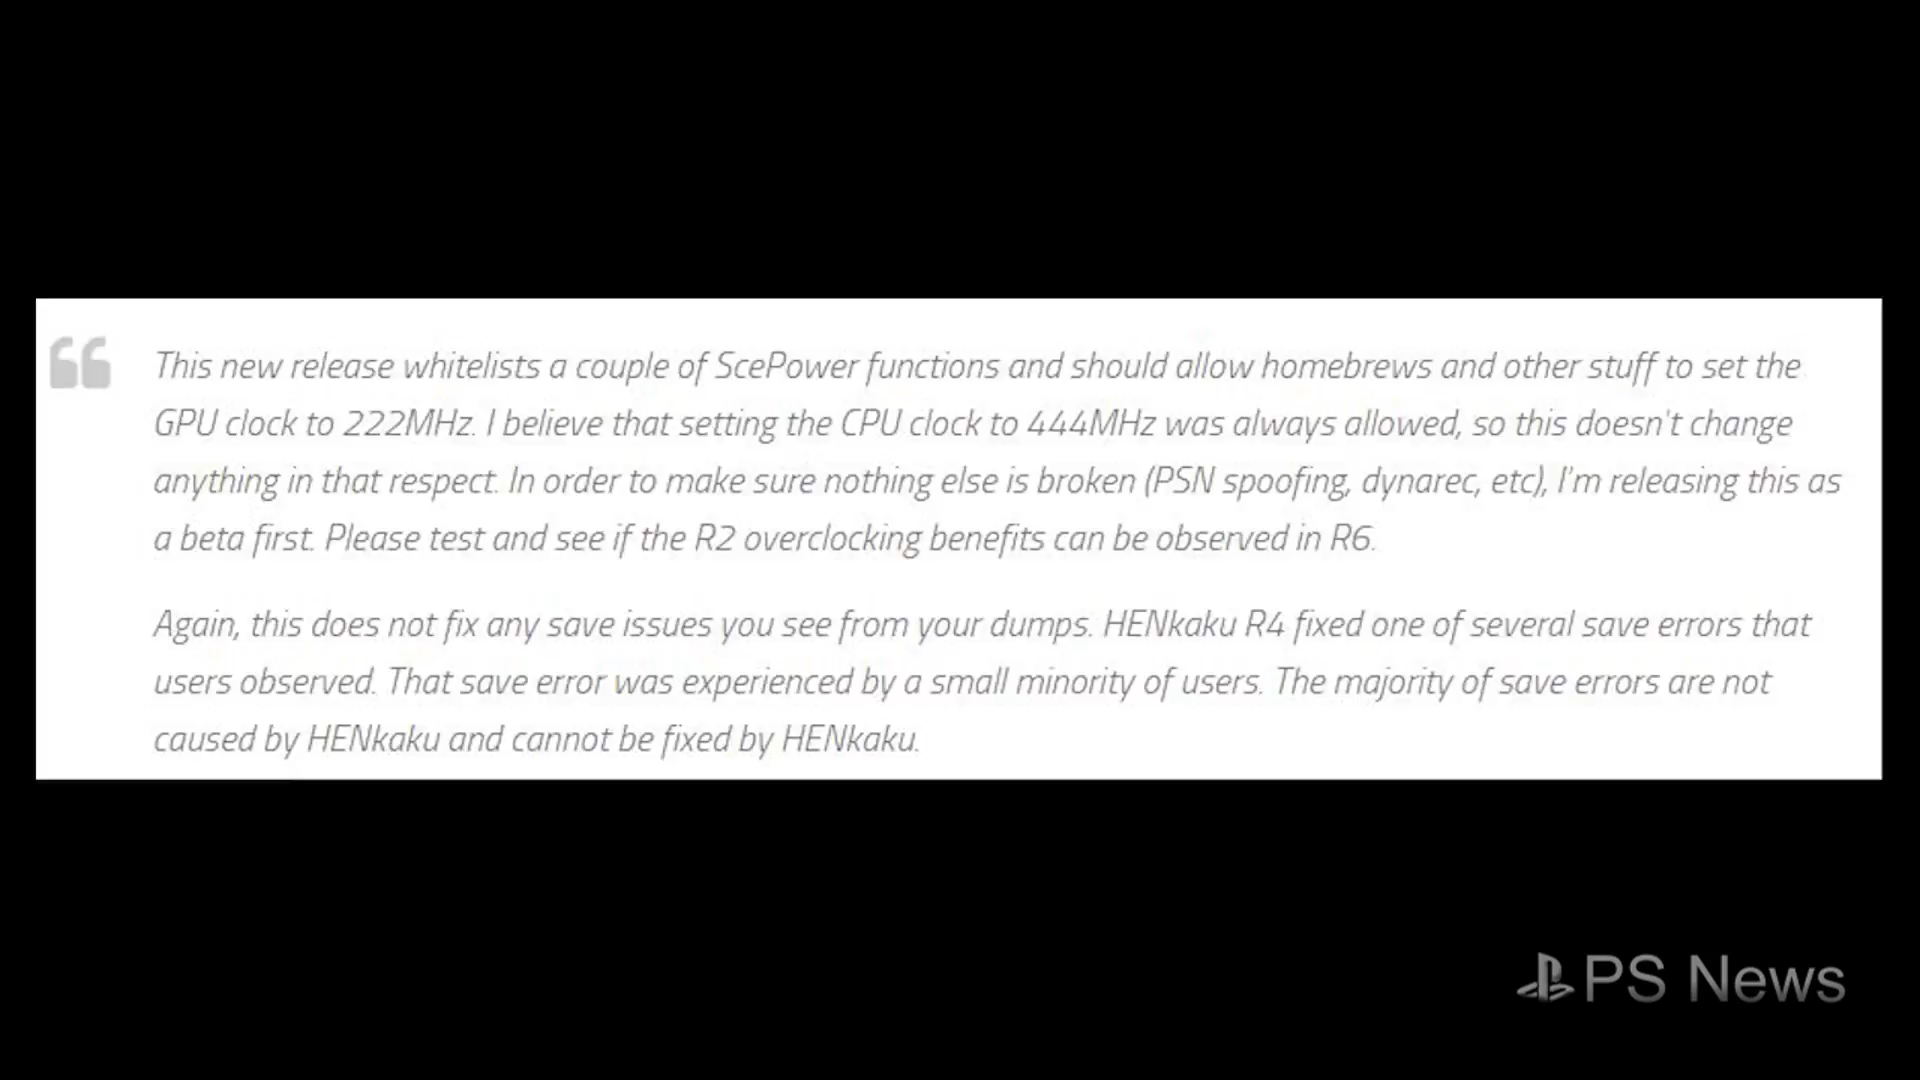 This new release whitelists a couple of ScePower functions and should allow homebrews and other stuff to set the
GPU clock to 222MHz. I believe that setting the CPU clock to 444MHz was always allowed, so this doesn't change
anything in that respect. In order to make sure nothing else is broken (PSN spoofing, dynarec, etc), I'm releasing this as
a beta first. Please test and see if the R2 overclocking benefits can be observed in R6.
Again, this does not fix any save issues you see from your dumps. HENkaku R4 fixed one of several save errors that
users observed. That save error was experienced by a small minority of users. The majority of save errors are not
caused by HENkaku and cannot be fixed by HENkaku.
PS News